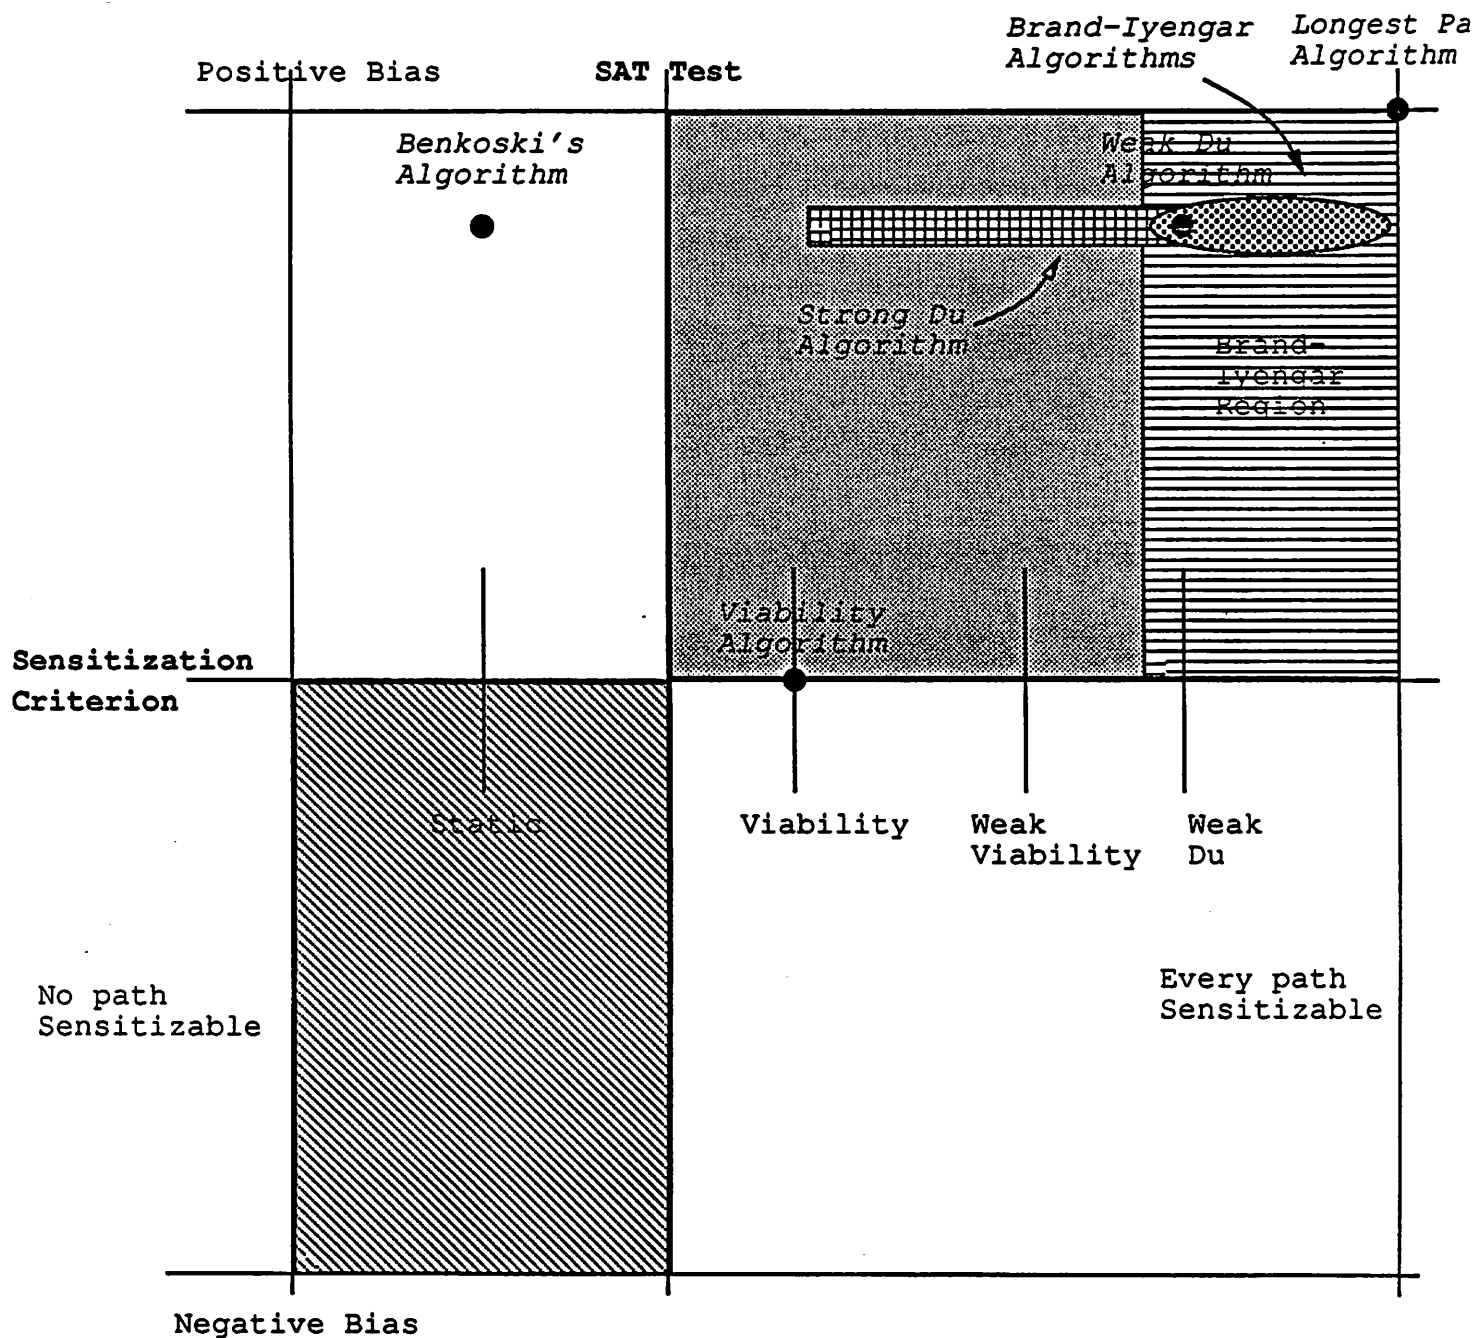 Brand-Iyengar
Algorithms
Longest Pa
Algorithm
Positive Bias
SAT Test
Benkoski's
Algorithm
Weak Du
Algorithm
Strong Du
Algorithm
Brand-
Iyengar
Region
Viability
Algorithm
Sensitization
Criterion
Static
Viability
Weak
Viability
Weak
Du
No path
Sensitizable
Every path
Sensitizable
Negative Bias